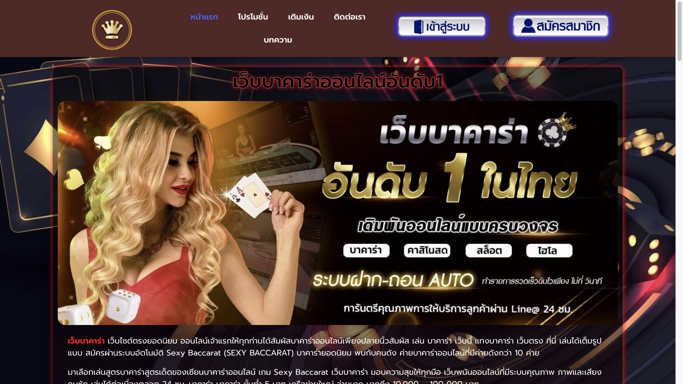 หน้าแรก โปรโมชั่น เติมเงิน ติดต่อเรา
บทความ
เข้าสู่ระบบ
สมัครสมาชิก
เว็บบาคาร่าออนไลน์อันดับ1
เว็บบาคาร่า
อันดับ 1 ในไทย
เดิมพันออนไลน์แบบครบวงจร
บาคาร่า คาสิโนสด สล็อต ไฮโล
ระบบฝาก-ถอน AUTO ทำรายการรวดเร็วฉับไวเพียง ไม่กี่ วินาที
การันตีคุณภาพการให้บริการลูกค้าผ่าน Line@ 24 ชม.
เว็บบาคาร่า เว็บไซต์ตรงยอดนิยม ออนไลน์เจ้าแรกให้ทุกท่านได้สัมผัสบาคาร่าออนไลน์เพียงปลายนิ้วสัมผัส เล่น บาคาร่า เว็บนี้ แทงบาคาร่า เว็บตรง ที่นี่ เล่นได้เต็มรูป
แบบ สมัครผ่านระบบอัตโนมัติ Sexy Baccarat (SEXY BACCARAT) บาคาร่ายอดนิยม พบกับคนดัง ค่ายบาคาร่าออนไลน์ที่มีค่ายดังกว่า 10 ค่าย
มาเลือกเล่นสูตรบาคาร่าสูตรเด็ดของเซียนบาคาร่าออนไลน์ เกม Sexy Baccarat เว็บบาคาร่า มอบความสุขให้ทุกมือ เว็บพนันออนไลน์ที่มีระบบคุณภาพ ภาพและเสียง